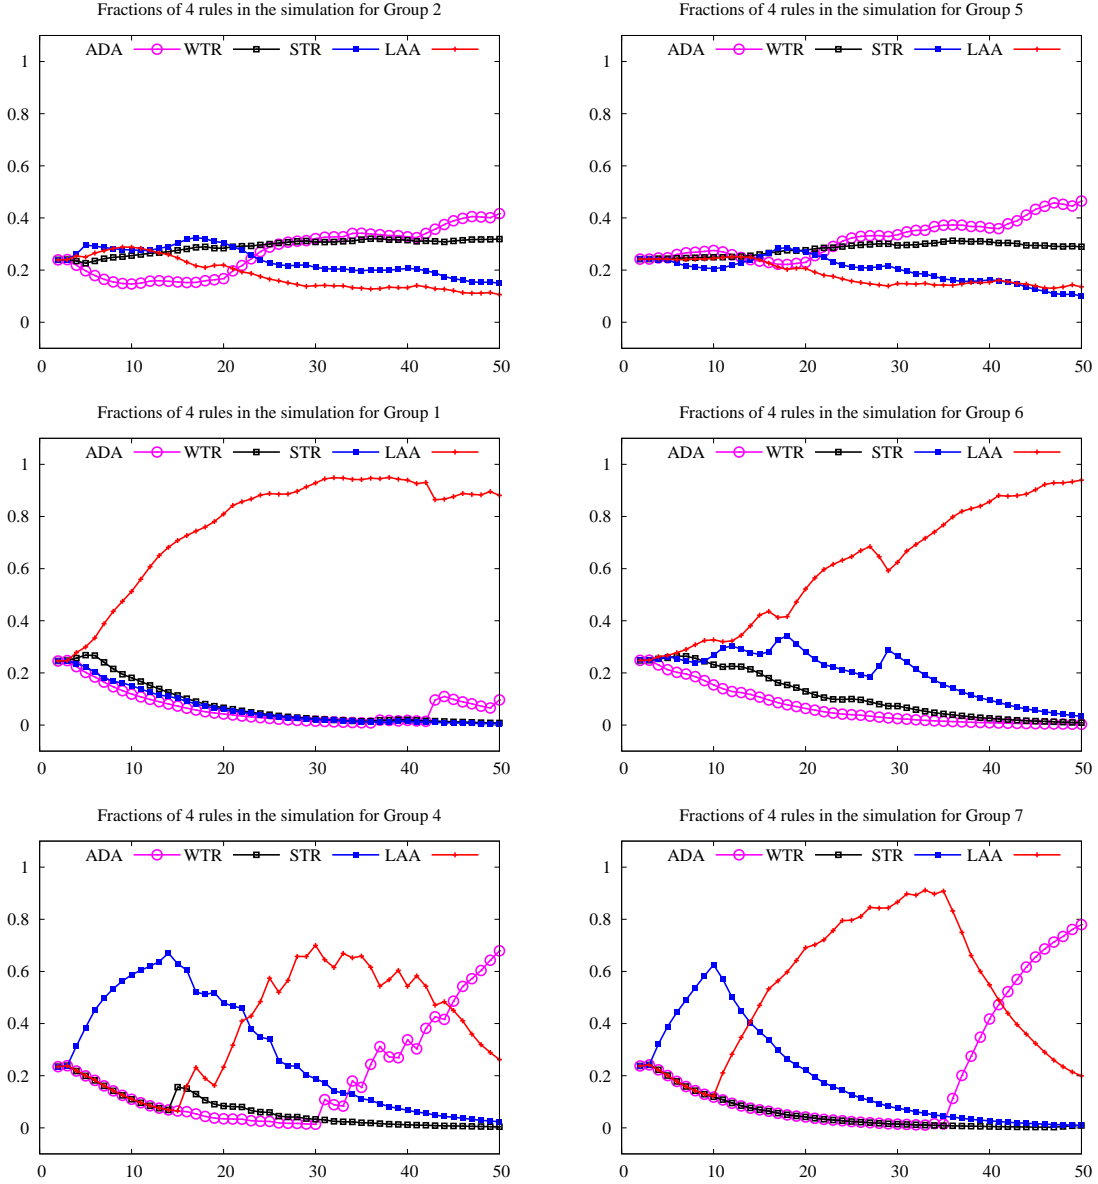 Fractions of 4 rules in the simulation for Group 2
ADA WTR STR LAA
1
0.8
0.6
0.4
0.2
0
0 10 20 30 40 50
Fractions of 4 rules in the simulation for Group 5
ADA WTR STR LAA
1
0.8
0.6
0.4
0.2
0
0 10 20 30 40 50
Fractions of 4 rules in the simulation for Group 1
ADA WTR STR LAA
1
0.8
0.6
0.4
0.2
0
0 10 20 30 40 50
Fractions of 4 rules in the simulation for Group 6
ADA WTR STR LAA
1
0.8
0.6
0.4
0.2
0
0 10 20 30 40 50
Fractions of 4 rules in the simulation for Group 4
ADA WTR STR LAA
1
0.8
0.6
0.4
0.2
0
0 10 20 30 40 50
Fractions of 4 rules in the simulation for Group 7
ADA WTR STR LAA
1
0.8
0.6
0.4
0.2
0
0 10 20 30 40 50